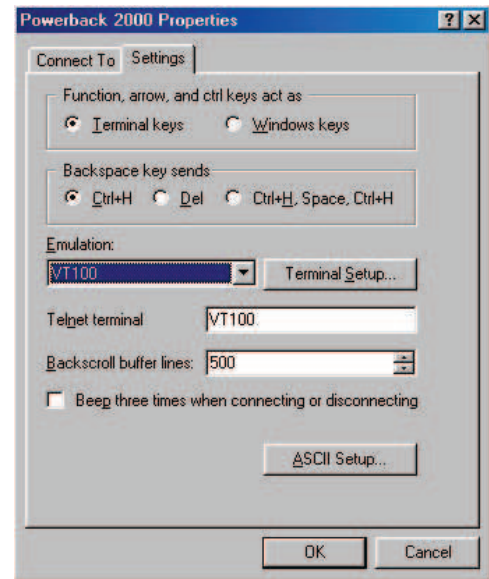 Powerback 2000 Properties
Connect To Settings
Function, arrow, and ctrl keys act as
Terminal keys Windows keys
Backspace key sends
Ctrl+H Del Ctrl+H, Space, Ctrl+H
Emulation:
VT100 Terminal Setup...
Telnet terminal VT100
Backscroll buffer lines: 500
Beep three times when connecting or disconnecting
ASCII Setup...
OK Cancel